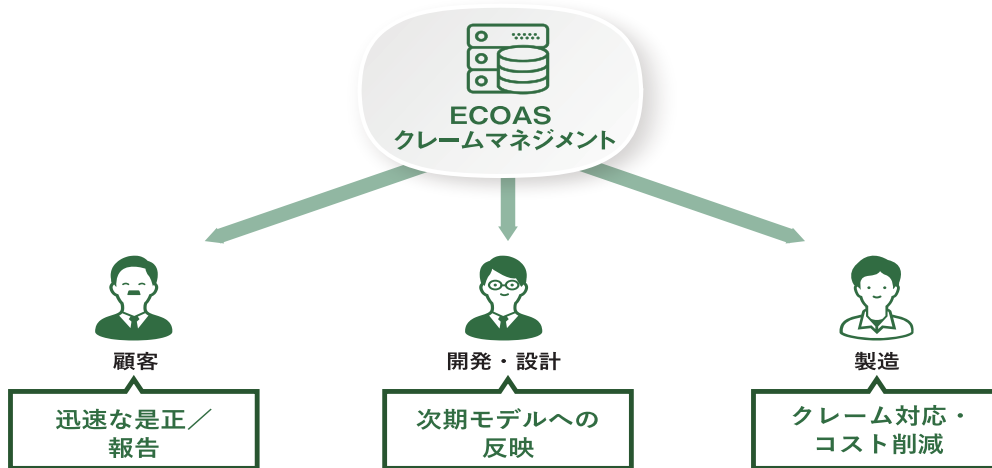 ECOAS
クレームマネジメント
顧客
開発・設計
製造
迅速な是正／
報告
次期モデルへの
反映
クレーム対応・
コスト削減